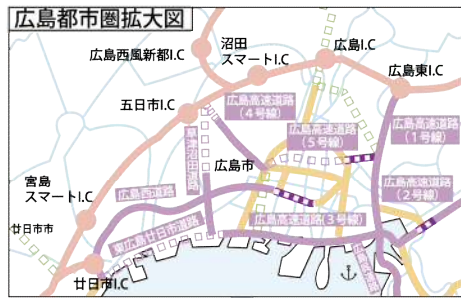 広島都市圏拡大図
広島I.C
沼田
スマートI.C
広島西風新都I.C
広島東I.C
五日市I.C
広島高速道路
（4号線）
広島高速道路
（5号線）
広島高速道路
（1号線）
草津沼田道路
広島市
宮島
スマートI.C
広島西道路
広島高速道路
（2号線）
広島高速道路（3号線）
東広島廿日市道路
廿日市市
廿日市I.C